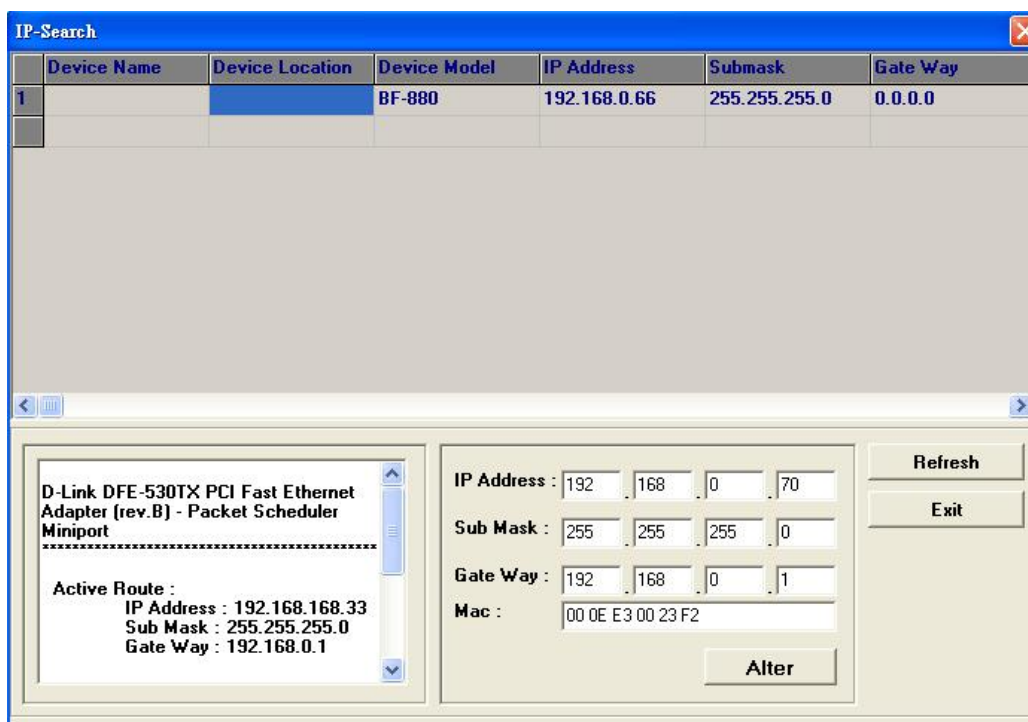 IP-Search
Device Name Device Location Device Model IP Address Submask Gate Way
1 BF-880 192.168.0.66 255.255.255.0 0.0.0.0
D-Link DFE-530TX PCI Fast Ethernet
Adapter (rev.B) - Packet Scheduler
Miniport
********************************************
Active Route :
IP Address : 192.168.168.33
Sub Mask : 255.255.255.0
Gate Way : 192.168.0.1
IP Address : 192 . 168 . 0 . 70
Sub Mask : 255 . 255 . 255 . 0
Gate Way : 192 . 168 . 0 . 1
Mac : 00 0E E3 00 23 F2
Alter
Refresh
Exit